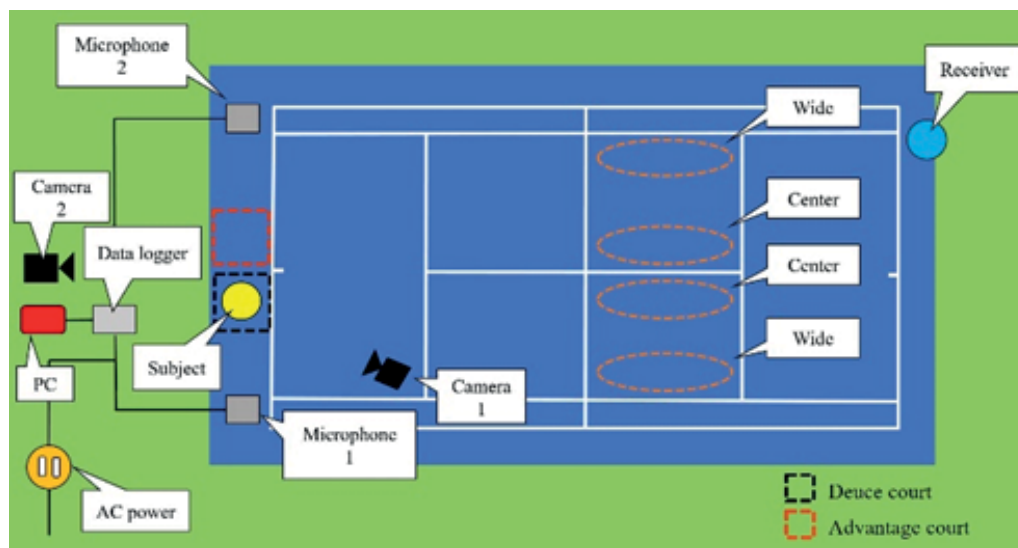 Microphone
2
Receiver
Wide
Camera
2
Center
Data logger
Center
Wide
Subject
PC
Camera
1
Microphone
1
AC power
Deuce court
Advantage court